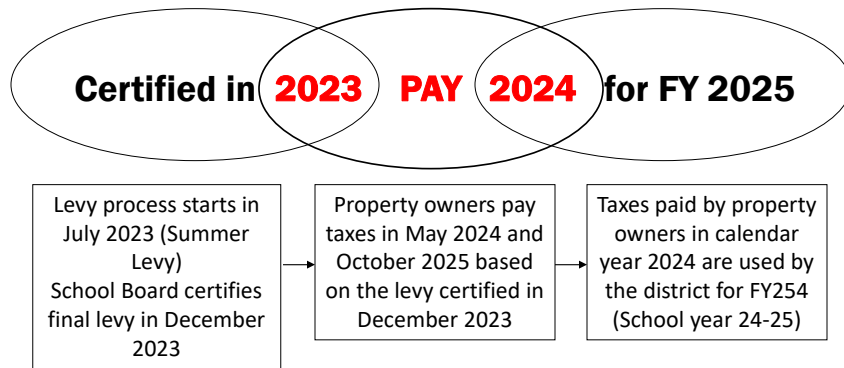 Certified in 2023 PAY 2024 for FY 2025
Levy process starts in
July 2023 (Summer
Levy)
School Board certifies
final levy in December
2023
Property owners pay
taxes in May 2024 and
October 2025 based
on the levy certified in
December 2023
Taxes paid by property
owners in calendar
year 2024 are used by
the district for FY254
(School year 24-25)